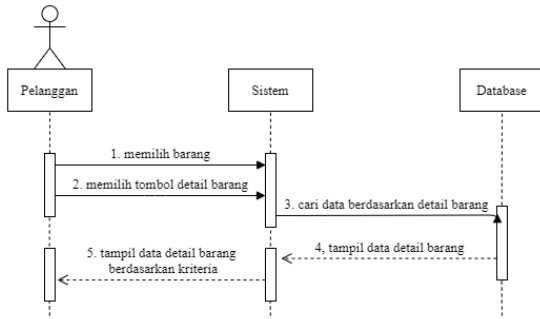 Pelanggan
Sistem
Database
1. memilih barang
2. memilih tombol detail barang
3. cari data berdasarkan detail barang
4, tampil data detail barang
5. tampil data detail barang
berdasarkan kriteria